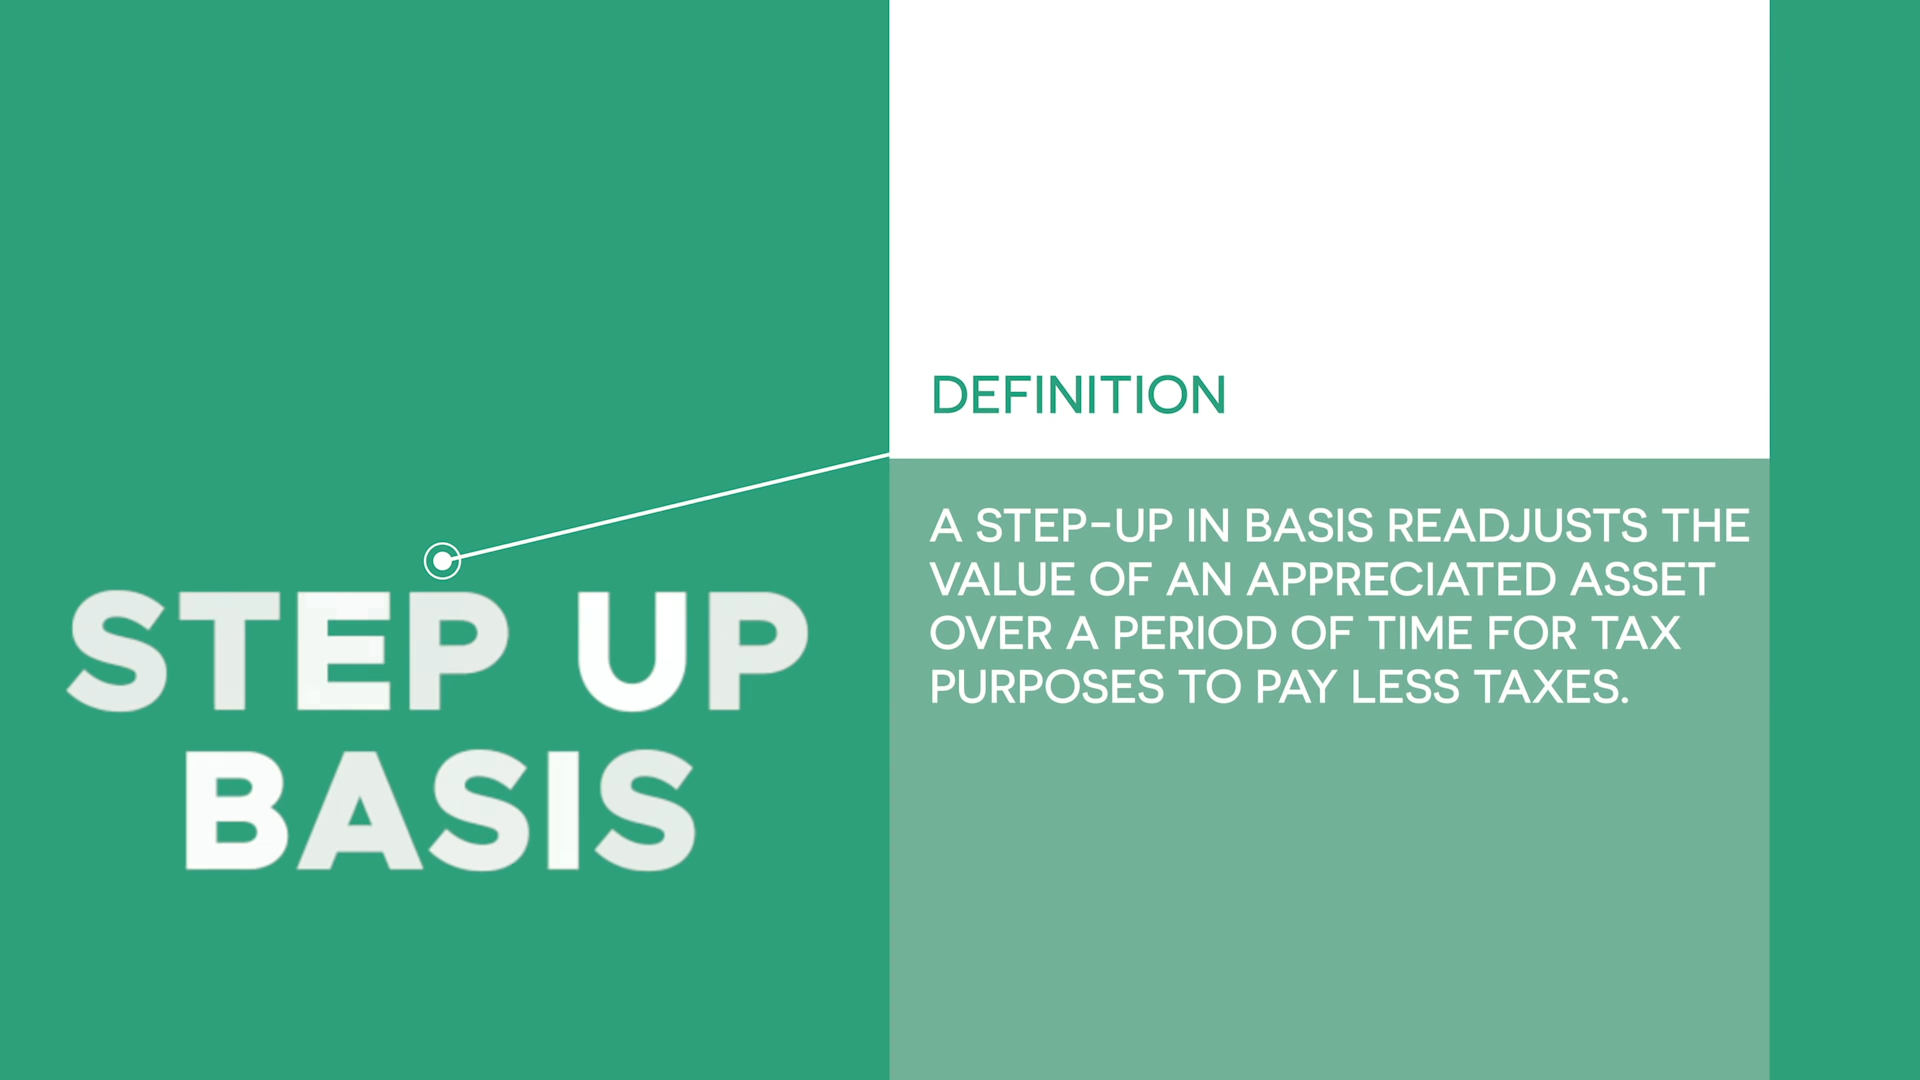 STEP UP
BASIS
DEFINITION
A STEP-UP IN BASIS READJUSTS THE
VALUE OF AN APPRECIATED ASSET
OVER A PERIOD OF TIME FOR TAX
PURPOSES TO PAY LESS TAXES.